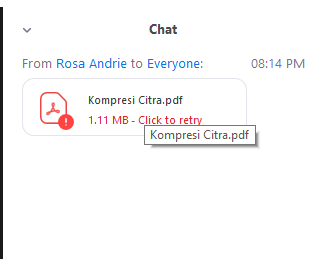 Chat
From Rosa Andrie to Everyone: 08:14 PM
Kompresi Citra.pdf
1.11 MB - Click to retry
Kompresi Citra.pdf